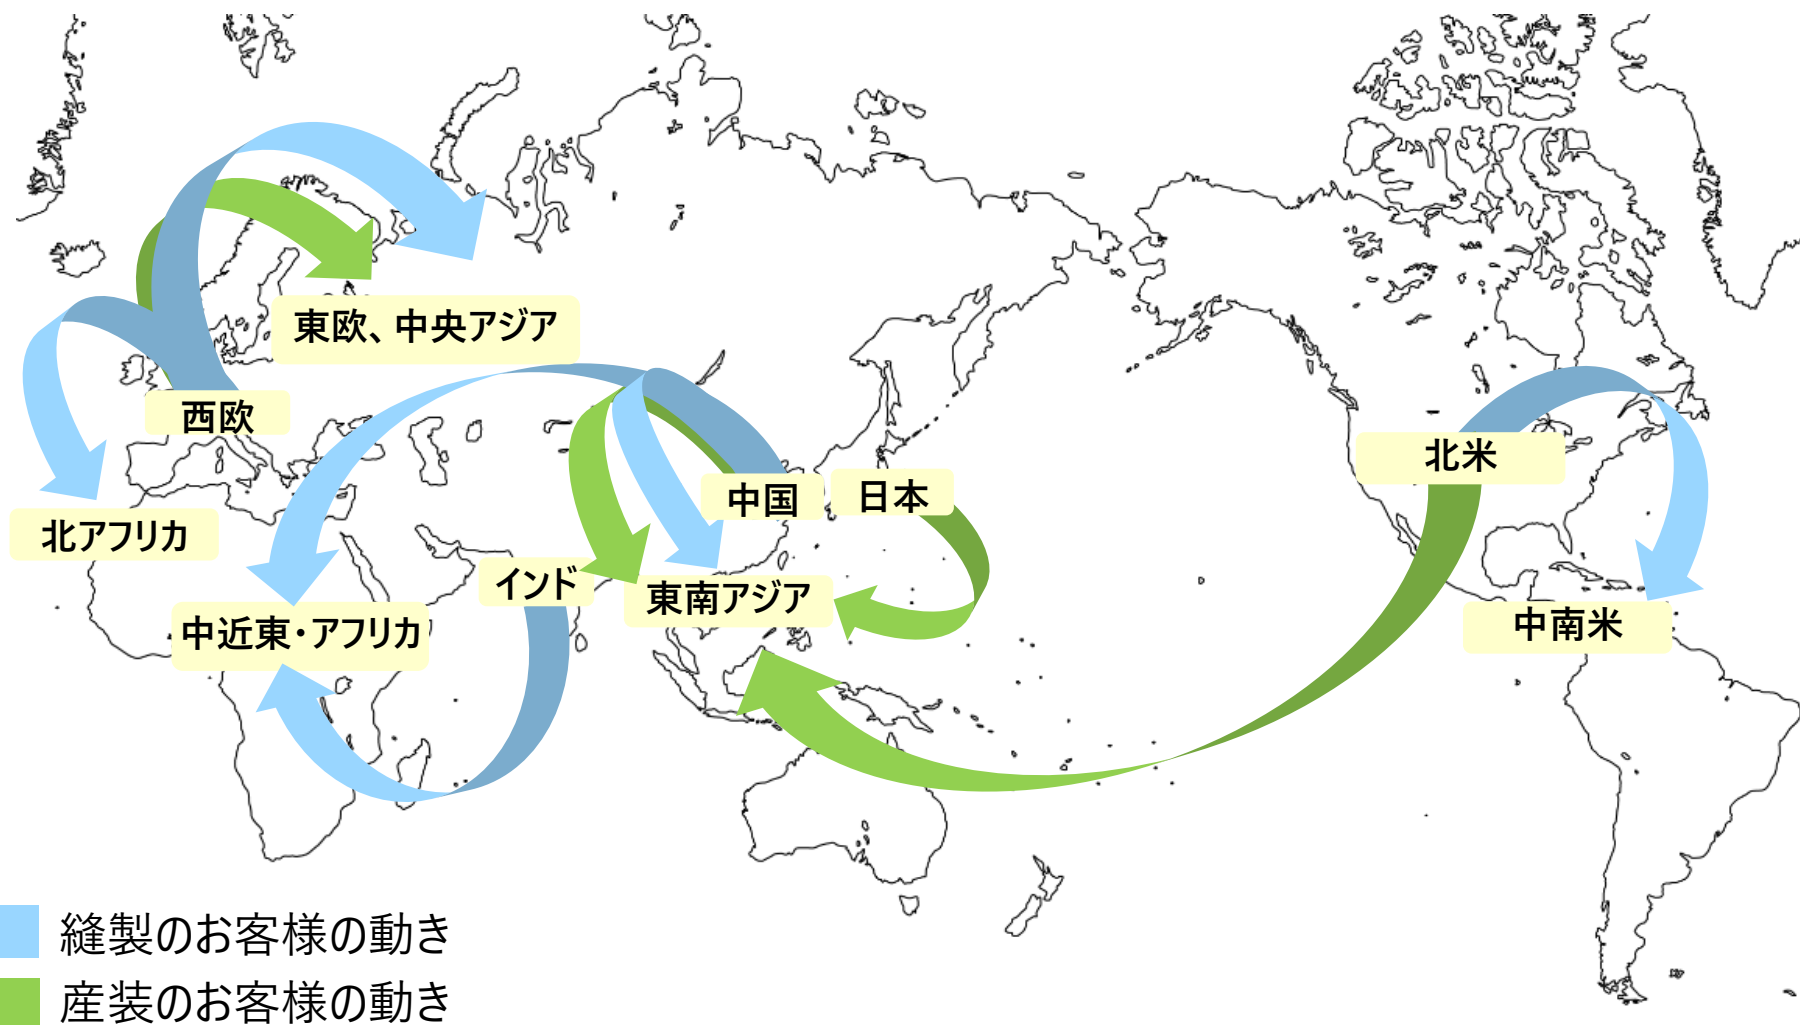 東欧、中央アジア
西欧
北米
中国
日本
北アフリカ
インド
東南アジア
中近東・アフリカ
中南米
縫製のお客様の動き
産装のお客様の動き